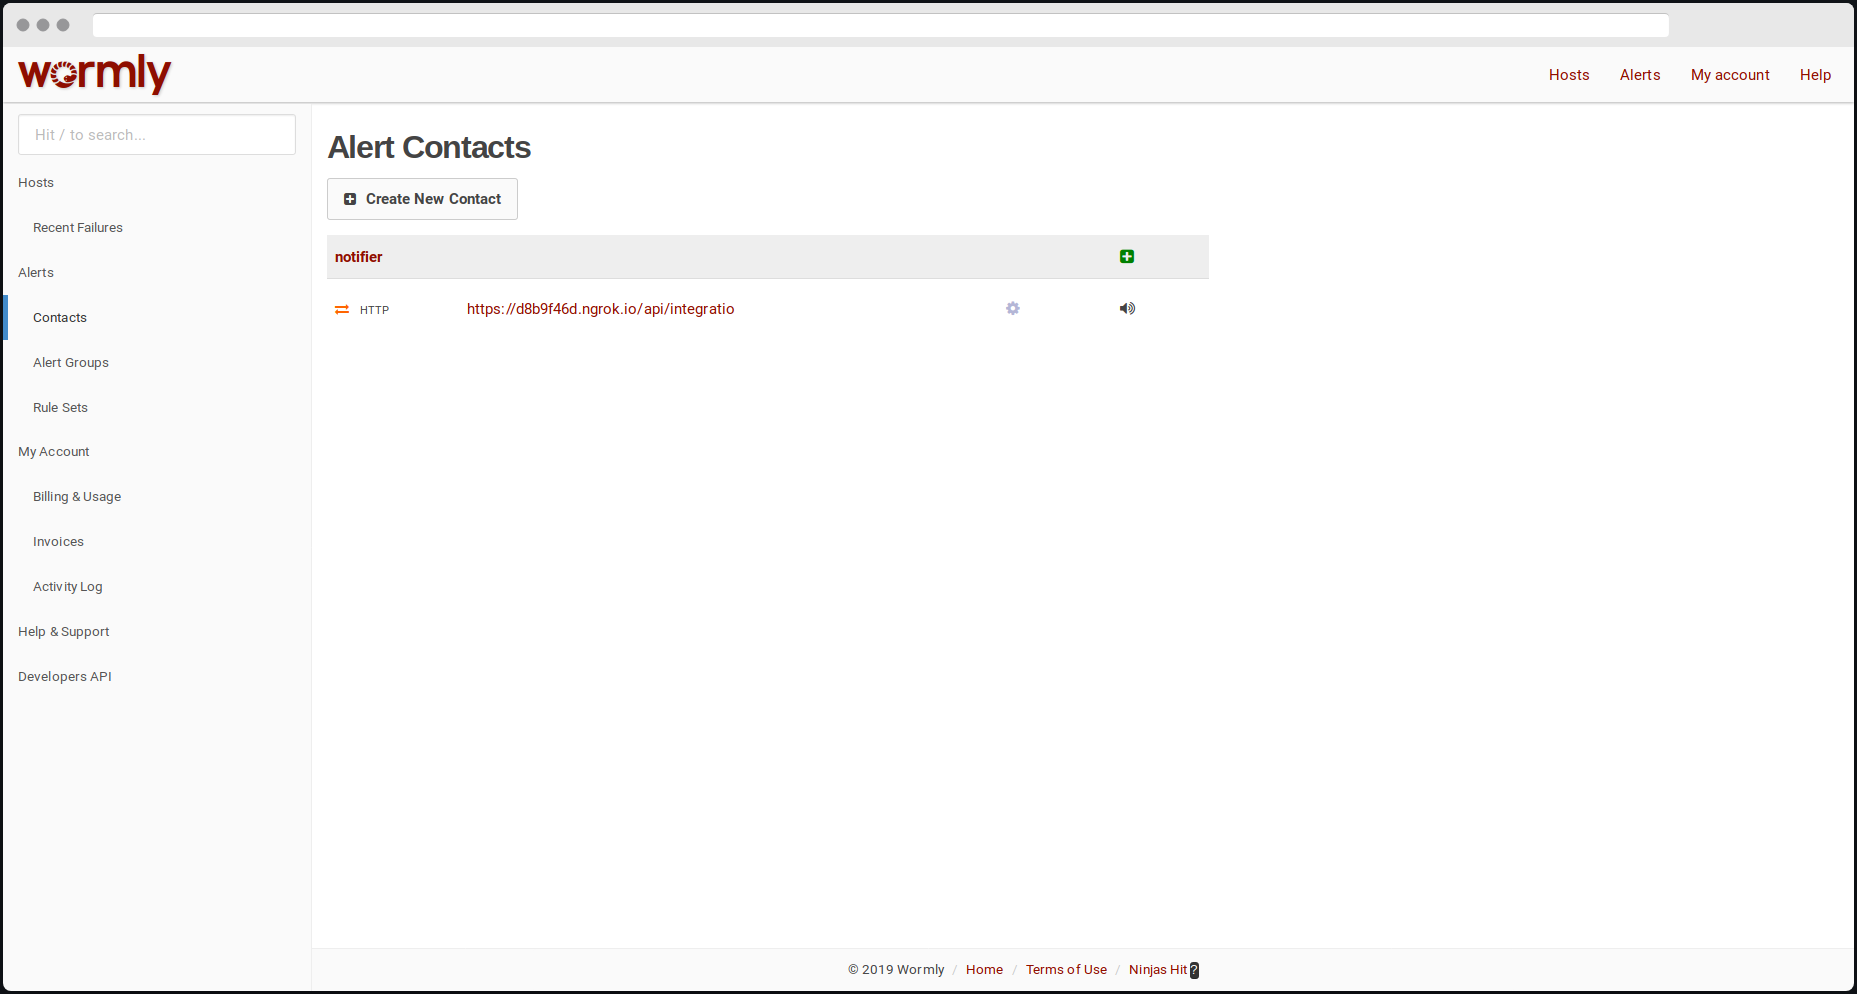 wormly
Hosts Alerts My account Help
Hit / to search...
Hosts
Recent Failures
Alerts
Contacts
Alert Groups
Rule Sets
My Account
Billing & Usage
Invoices
Activity Log
Help & Support
Developers API
Alert Contacts
Create New Contact
notifier
HTTP https://d8b9f46d.ngrok.io/api/integratio
© 2019 Wormly / Home / Terms of Use / Ninjas Hit ?